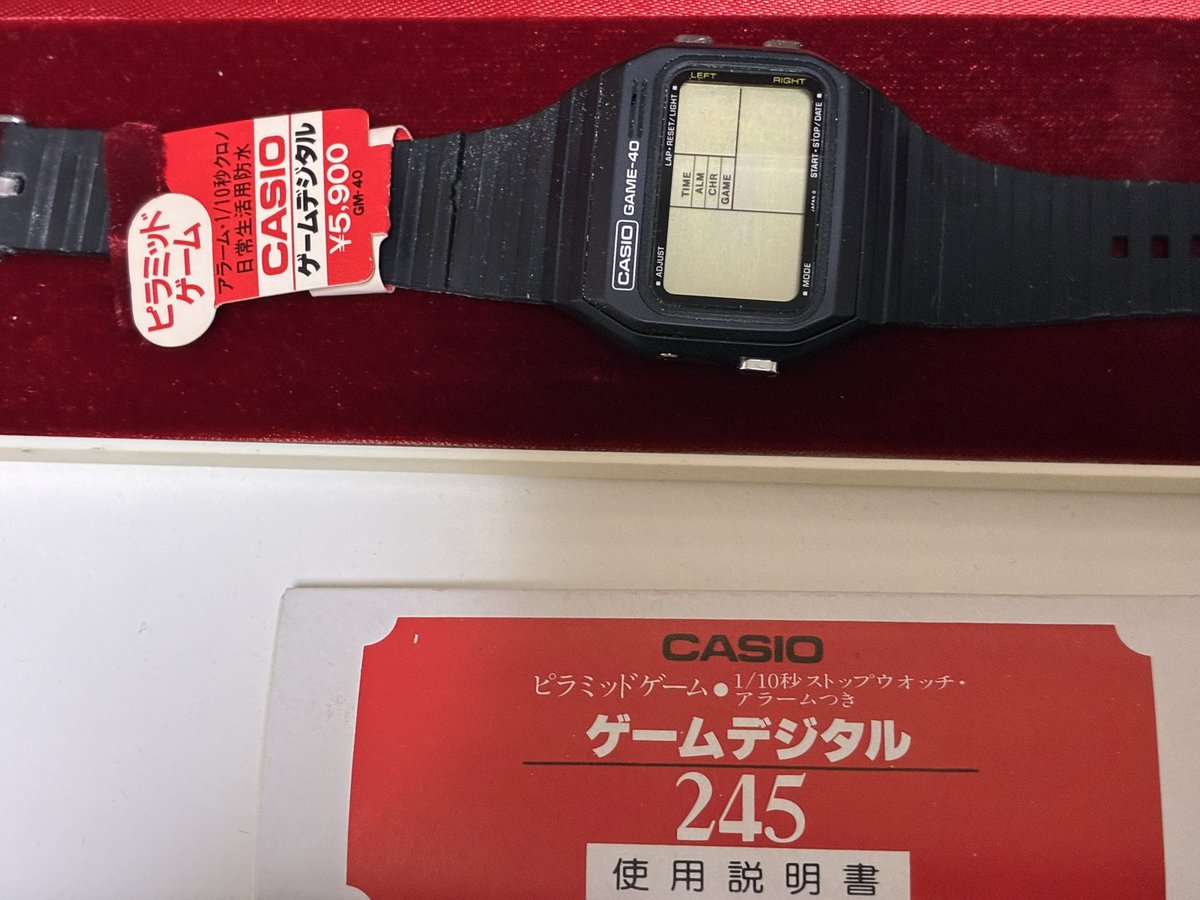 ピラミッド
ゲーム
アラーム・1/10秒クロノ
日常生活用防水
CASIO
ゲームデジタル
¥5,900
GM-40
CASIO GAME-40
LEFT
RIGHT
LAP・RESET/LIGHT
START・STOP/DATE
TIME
ALM
CHR
GAME
ADJUST
MODE
CASIO
ピラミッドゲーム●1/10秒ストップウオッチ・
アラームつき
ゲームデジタル
245
使用説明書